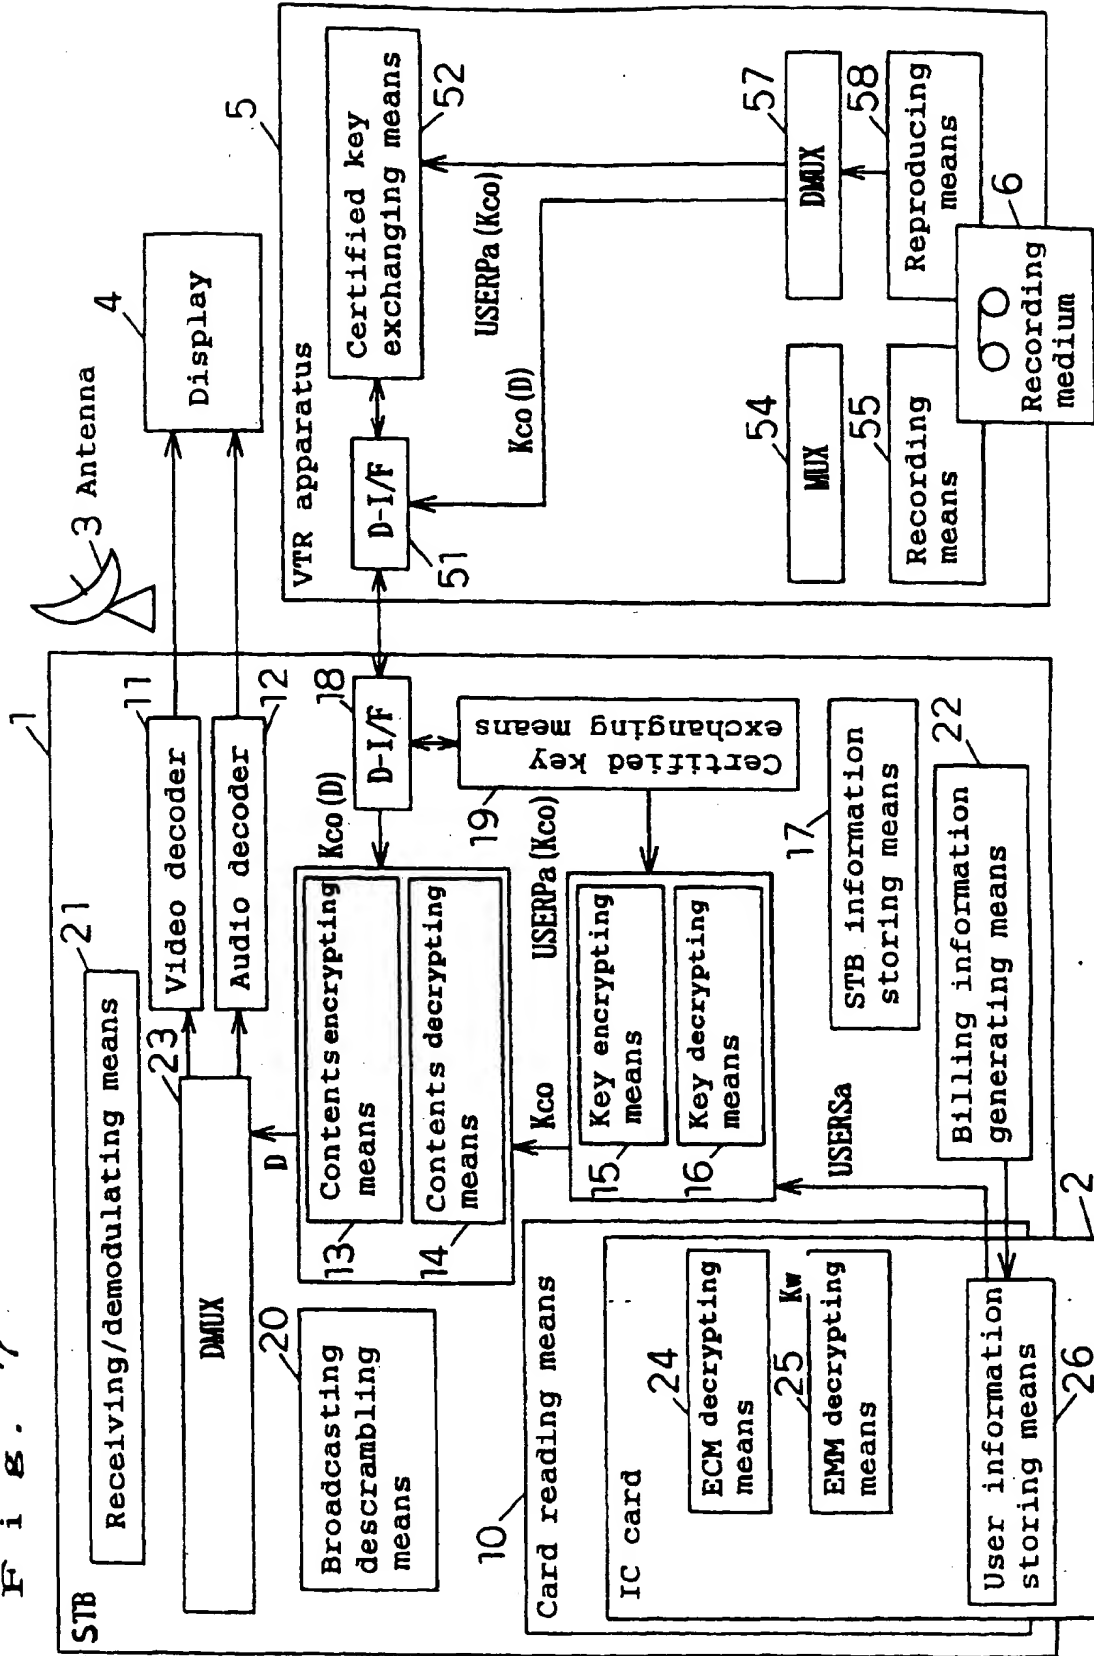 Fig. 7
1
STB
21
Receiving/demodulating means
3 Antenna
4
Display
23
DMUX
11
Video decoder
12
Audio decoder
D
20
Broadcasting
descrambling
means
Kco(D)
13
Contents encrypting
means
14
Contents decrypting
means
18
D-I/F
Kco
USERPa(Kco)
19
Certified key
exchanging means
15
Key encrypting
means
16
Key decrypting
means
USERSa
17
STB information
storing means
22
Billing information
generating means
10
Card reading means
2
IC card
24
ECM decrypting
means
25
Kw
EMM decrypting
means
26
User information
storing means
5
VTR apparatus
51
D-I/F
52
Certified key
exchanging means
USERPa(Kco)
Kco(D)
54
MUX
57
DMUX
55
Recording
means
58
Reproducing
means
6
Recording
medium